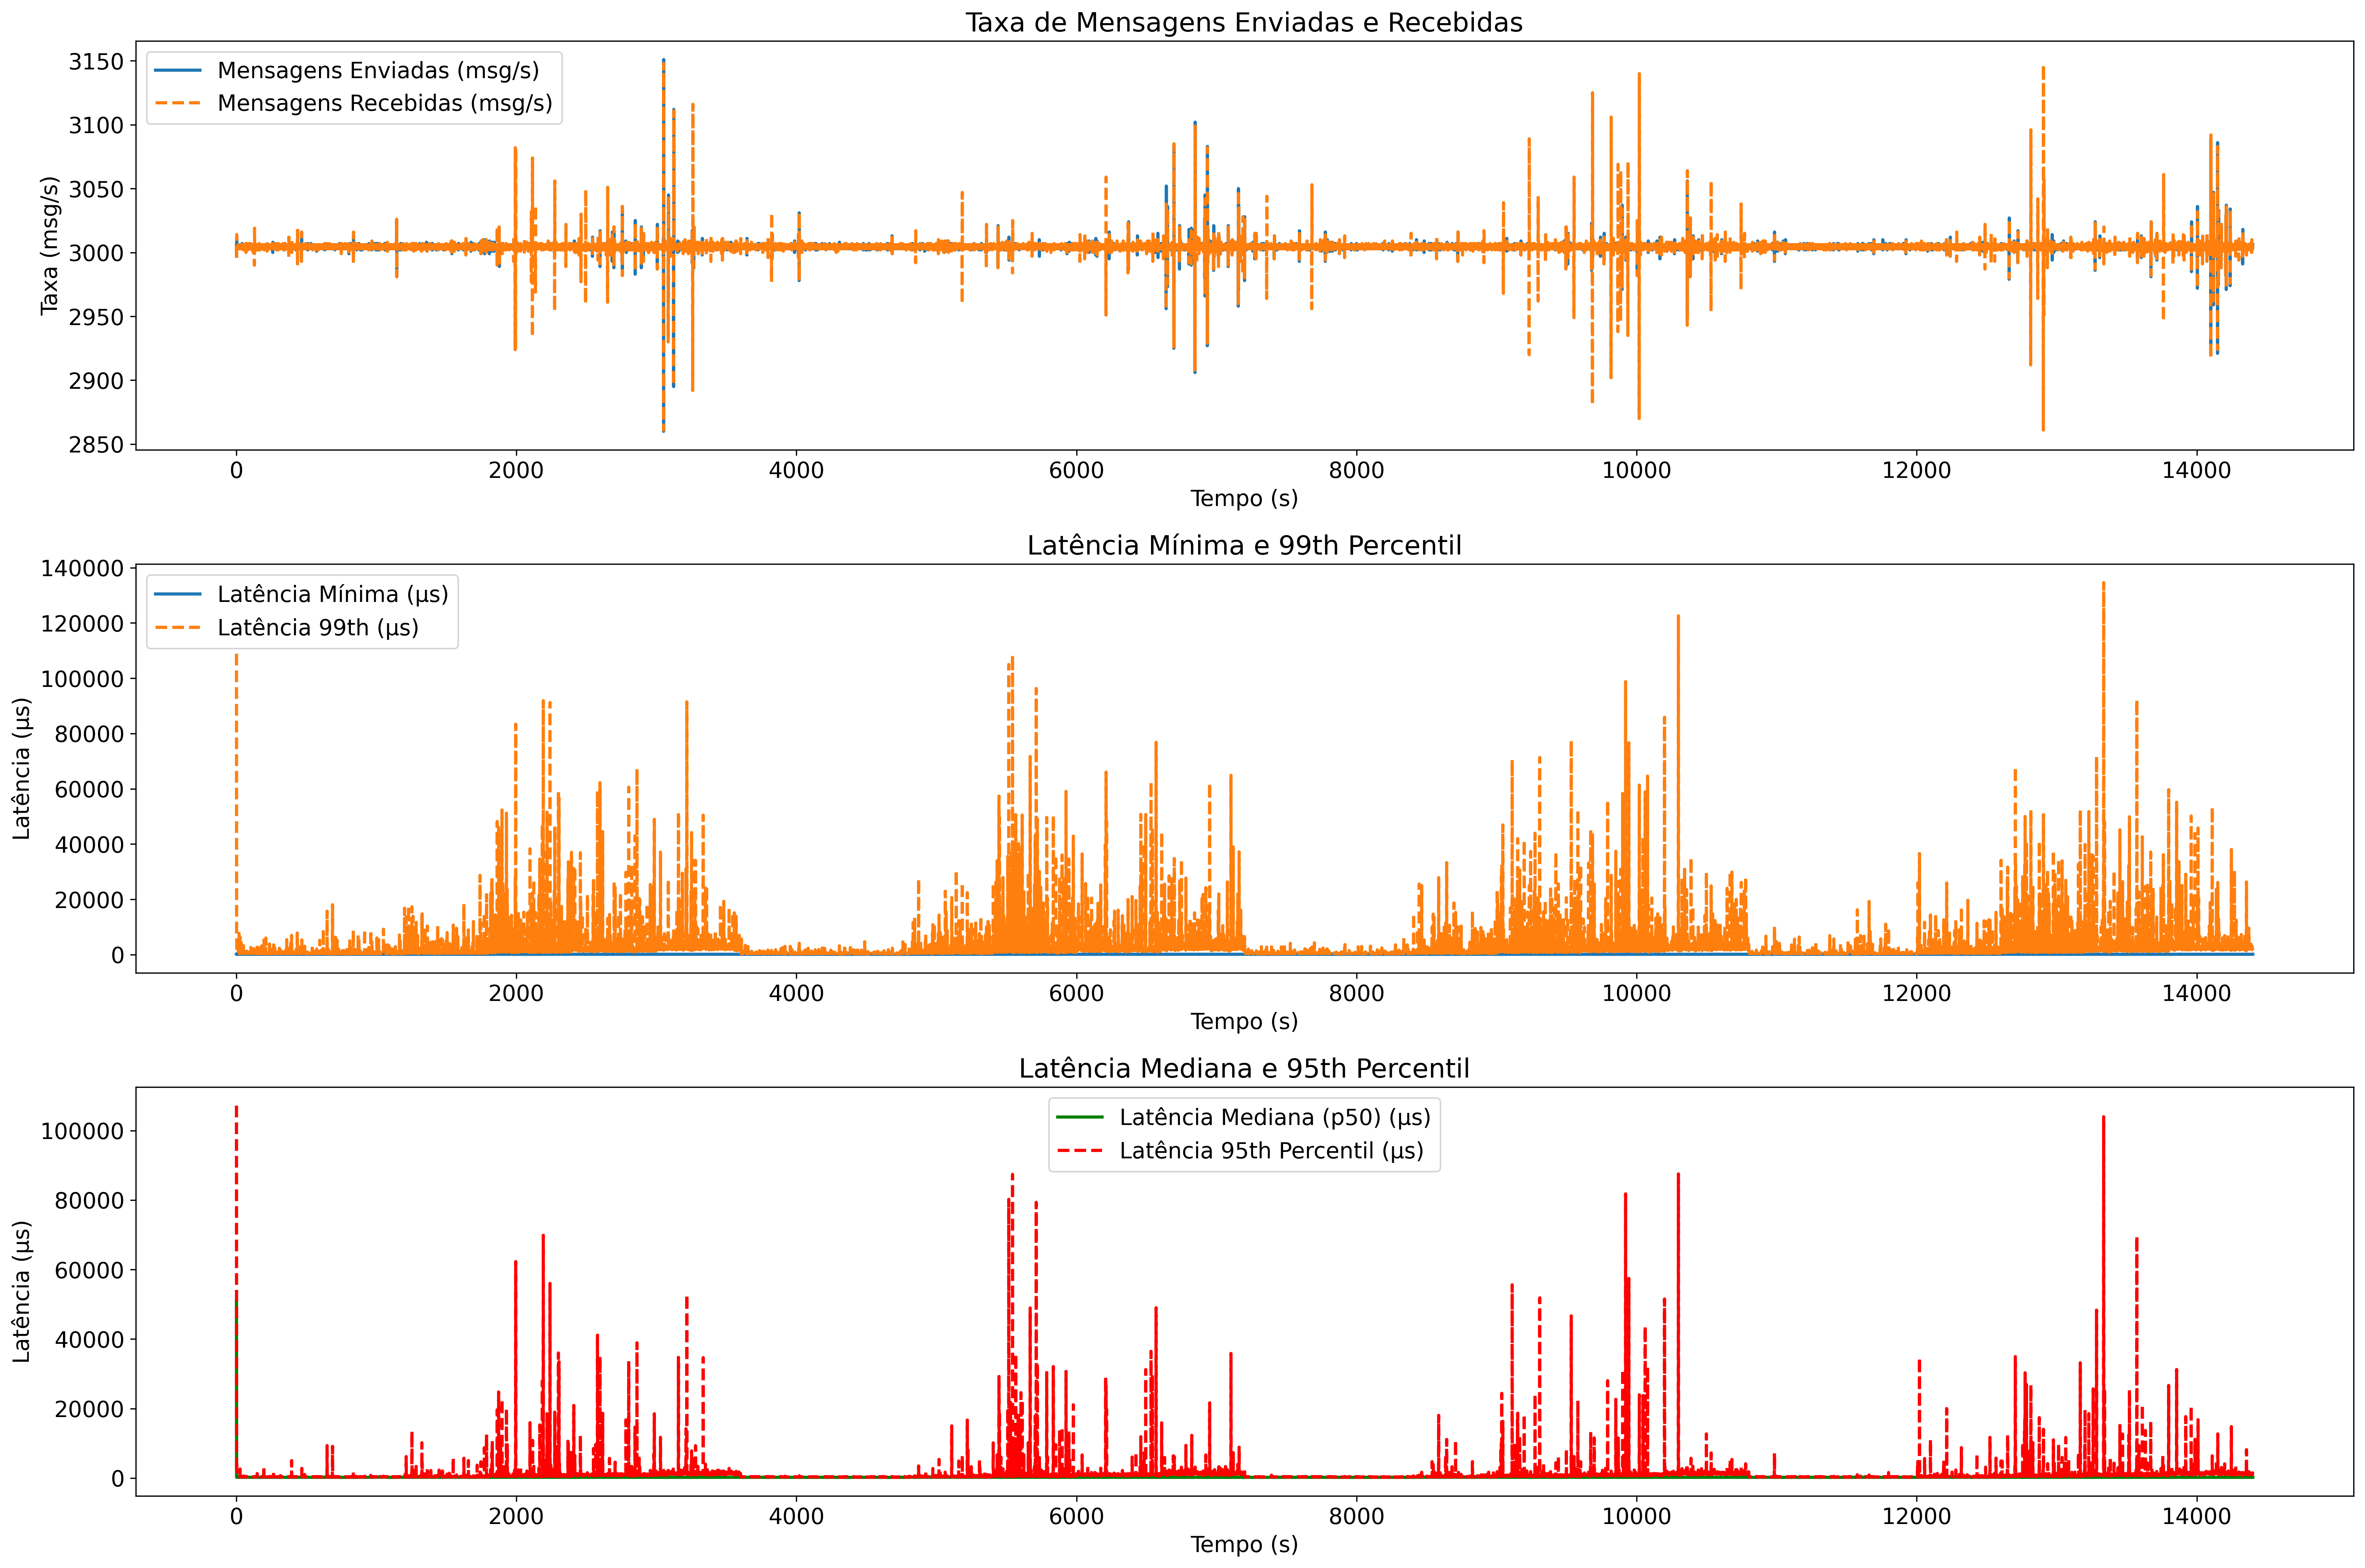 Taxa de Mensagens Enviadas e Recebidas
Mensagens Enviadas (msg/s)
Mensagens Recebidas (msg/s)
Taxa (msg/s)
3150
3100
3050
3000
2950
2900
2850
0 2000 4000 6000 8000 10000 12000 14000
Tempo (s)
Latência Mínima e 99th Percentil
Latência Mínima (µs)
Latência 99th (µs)
Latência (µs)
140000
120000
100000
80000
60000
40000
20000
0
0 2000 4000 6000 8000 10000 12000 14000
Tempo (s)
Latência Mediana e 95th Percentil
Latência Mediana (p50) (µs)
Latência 95th Percentil (µs)
Latência (µs)
100000
80000
60000
40000
20000
0
0 2000 4000 6000 8000 10000 12000 14000
Tempo (s)